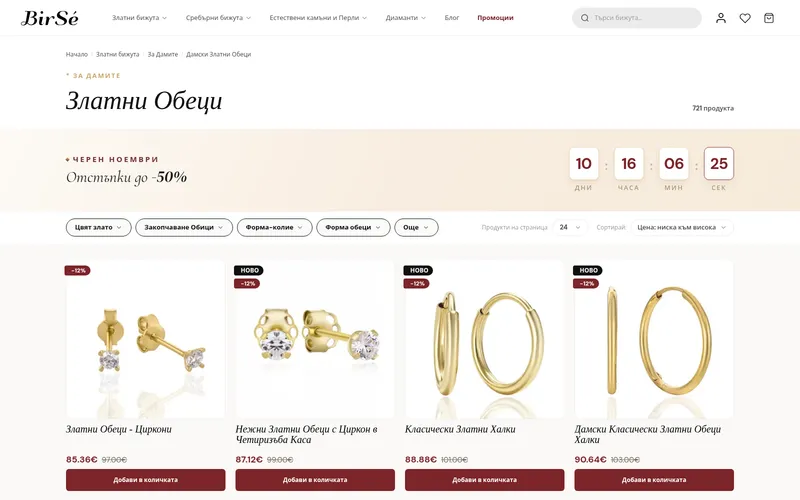 BirSé
Златни бижута Сребърни бижута Естествени камъни и Перли Диаманти Блог Промоции
Търси бижута...
Начало Златни бижута За Дамите Дамски Златни Обеци
* ЗА ДАМИТЕ
Златни Обеци
721 продукта
ЧЕРЕН НОЕМВРИ
Отстъпки до -50%
10 : 16 : 06 : 25
ДНИ ЧАСА МИН СЕК
Цвят злато Закопчаване Обици Форма-колие Форма обеци Още
Продукти на страница 24 Сортирай Цена: ниска към висока
-12%
НОВО
-12%
НОВО
-12%
НОВО
-12%
Златни Обеци - Циркони
85.36€ 97.00€
Добави в количката
Нежни Златни Обеци с Циркон в
Четиризъба Каса
87.12€ 99.00€
Добави в количката
Класически Златни Халки
88.88€ 101.00€
Добави в количката
Дамски Класически Златни Обеци
Халки
90.64€ 103.00€
Добави в количката